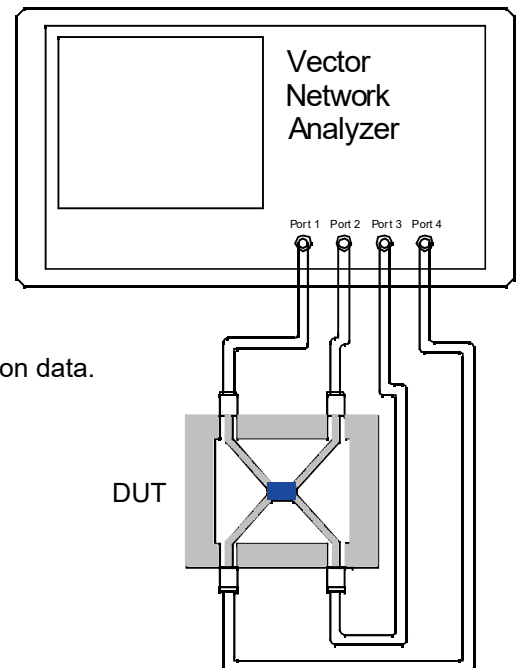 Vector
Network
Analyzer
Port 1 Port 2 Port 3 Port 4
on data.
DUT